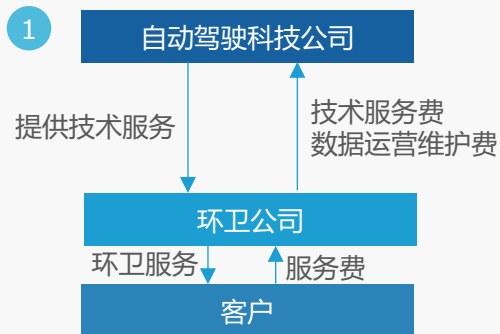 1
自动驾驶科技公司
提供技术服务
技术服务费
数据运营维护费
环卫公司
环卫服务
服务费
客户